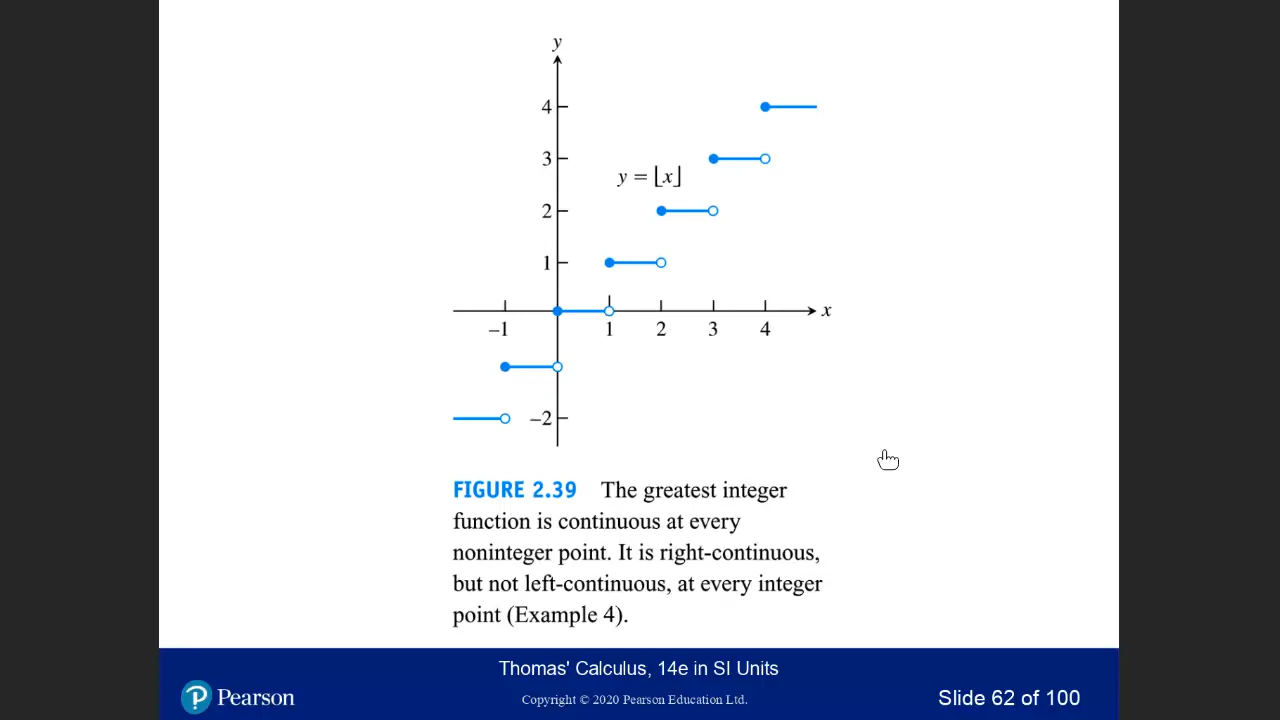 y
4
3
y = ⌊x⌋
2
1
x
–1
1
2
3
4
–2
FIGURE 2.39 The greatest integer
function is continuous at every
noninteger point. It is right-continuous,
but not left-continuous, at every integer
point (Example 4).
Thomas' Calculus, 14e in SI Units
P Pearson
Copyright © 2020 Pearson Education Ltd.
Slide 62 of 100